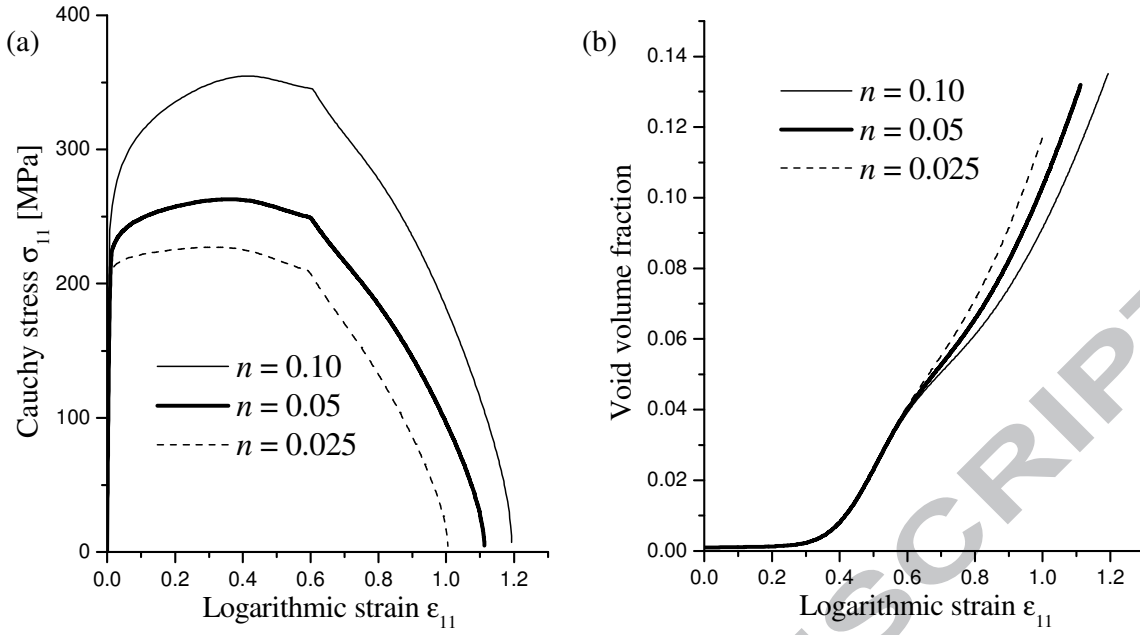 (a)
400
300
200
100
0
Cauchy stress σ11 [MPa]
n = 0.10
n = 0.05
n = 0.025
0.0 0.2 0.4 0.6 0.8 1.0 1.2
Logarithmic strain ε11
(b)
0.14
0.12
0.10
0.08
0.06
0.04
0.02
0.00
Void volume fraction
n = 0.10
n = 0.05
n = 0.025
0.0 0.2 0.4 0.6 0.8 1.0 1.2
Logarithmic strain ε11
SCRIPT